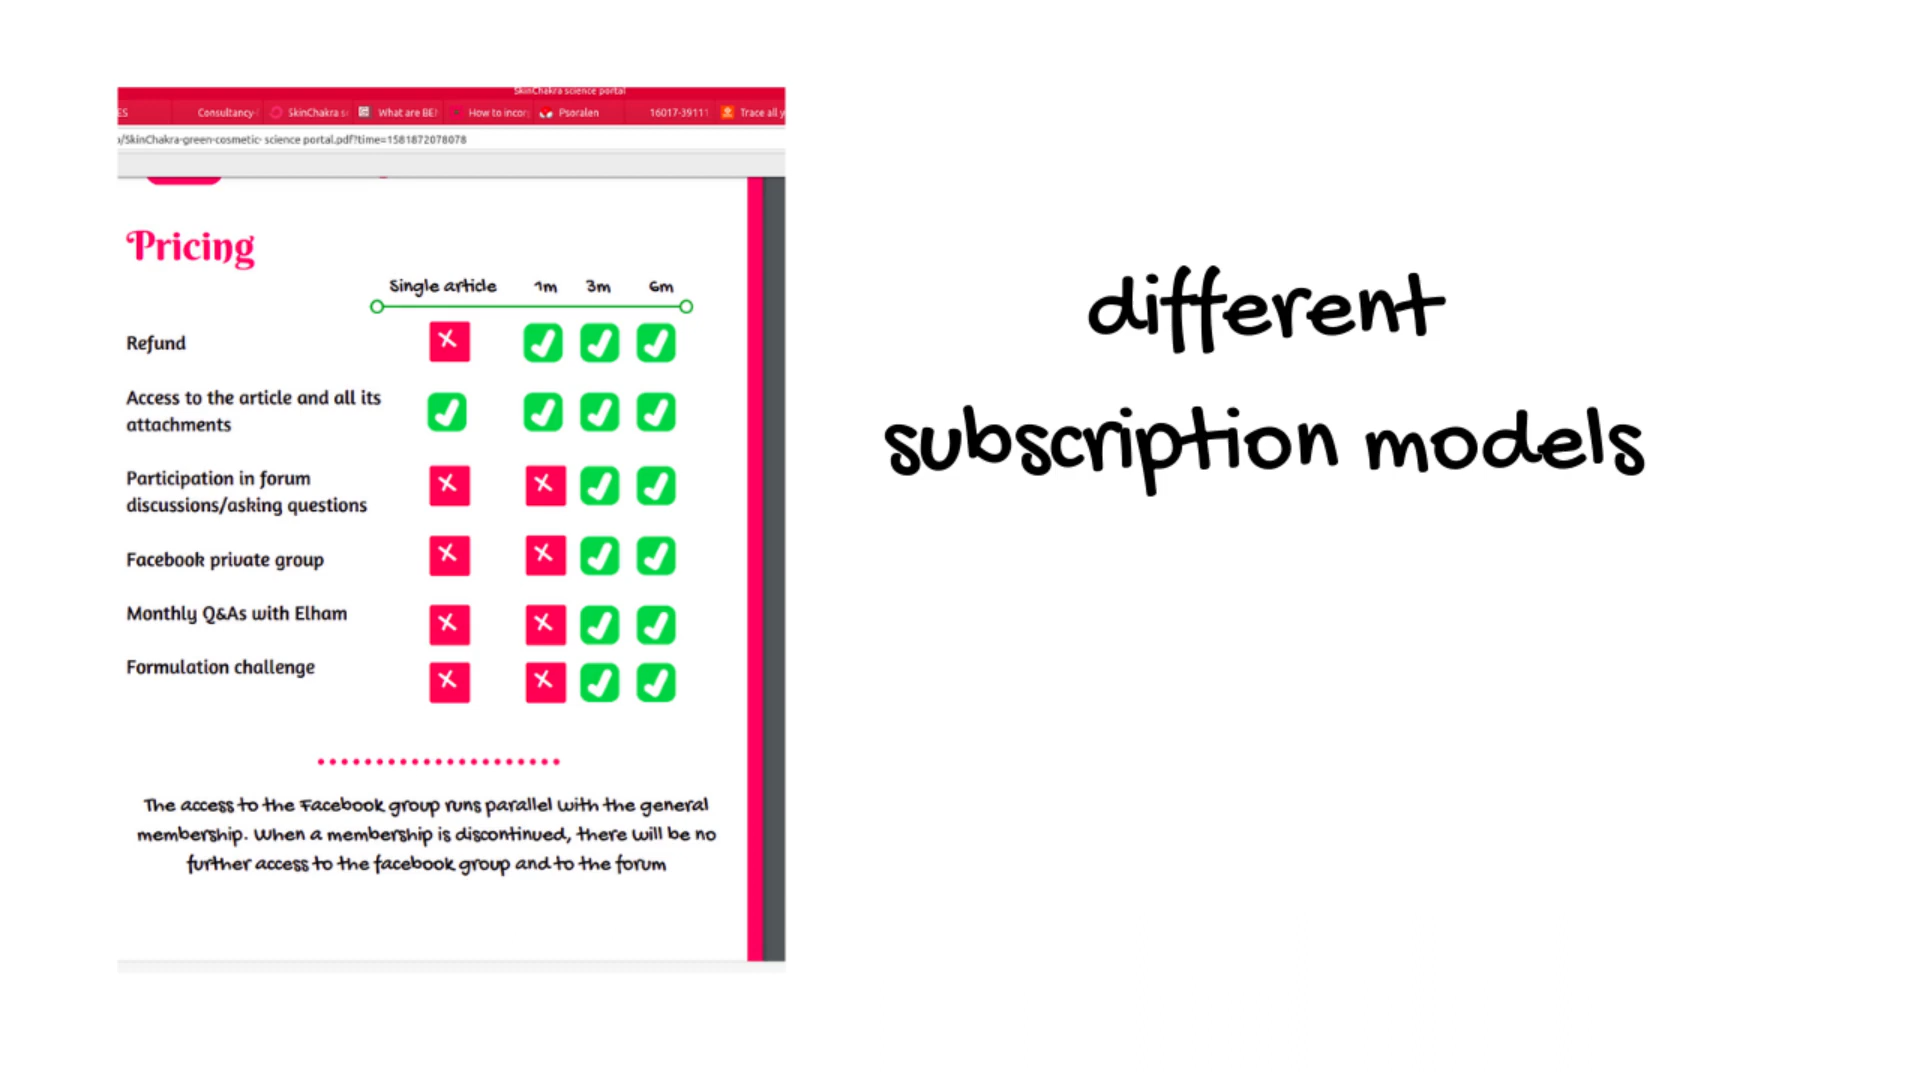 SkinChakra science portal
ES Consultancy SkinChakra s What are BE How to incor Psoralen 16017-39111 Trace all y
/SkinChakra-green-cosmetic- science portal.pdf?time=1581872078078
Pricing
Single article 1m 3m 6m
Refund
Access to the article and all its
attachments
Participation in forum
discussions/asking questions
Facebook private group
Monthly Q&As with Elham
Formulation challenge
The access to the Facebook group runs parallel with the general
membership. When a membership is discontinued, there will be no
further access to the facebook group and to the forum
different
subscription models